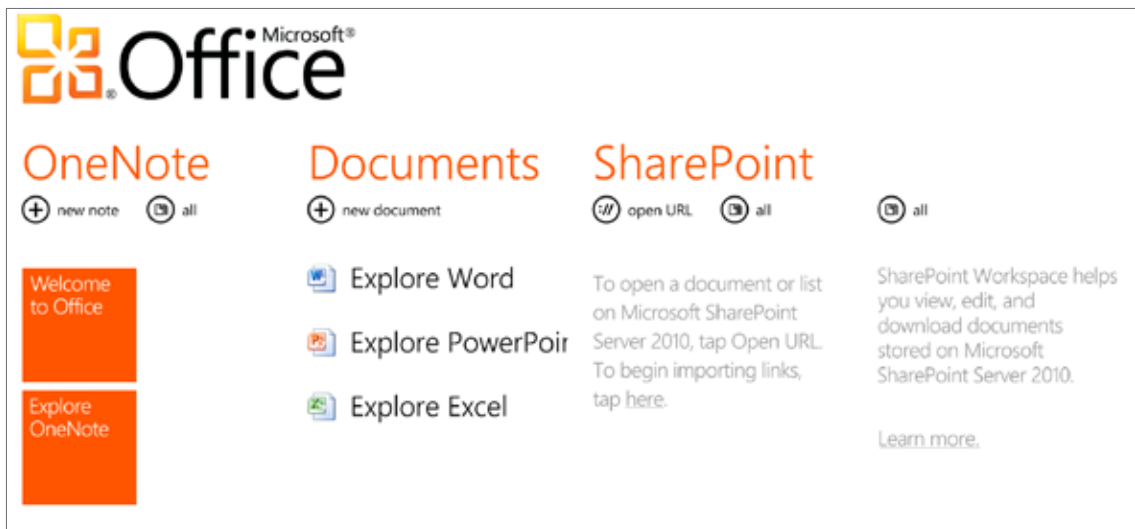 Microsoft®
Office
®
OneNote
new note all
Welcome
to Office
Explore
OneNote
Documents
new document
Explore Word
Explore PowerPoin
Explore Excel
SharePoint
:// open URL all
To open a document or list
on Microsoft SharePoint
Server 2010, tap Open URL.
To begin importing links,
tap here.
all
SharePoint Workspace helps
you view, edit, and
download documents
stored on Microsoft
SharePoint Server 2010.
Learn more.